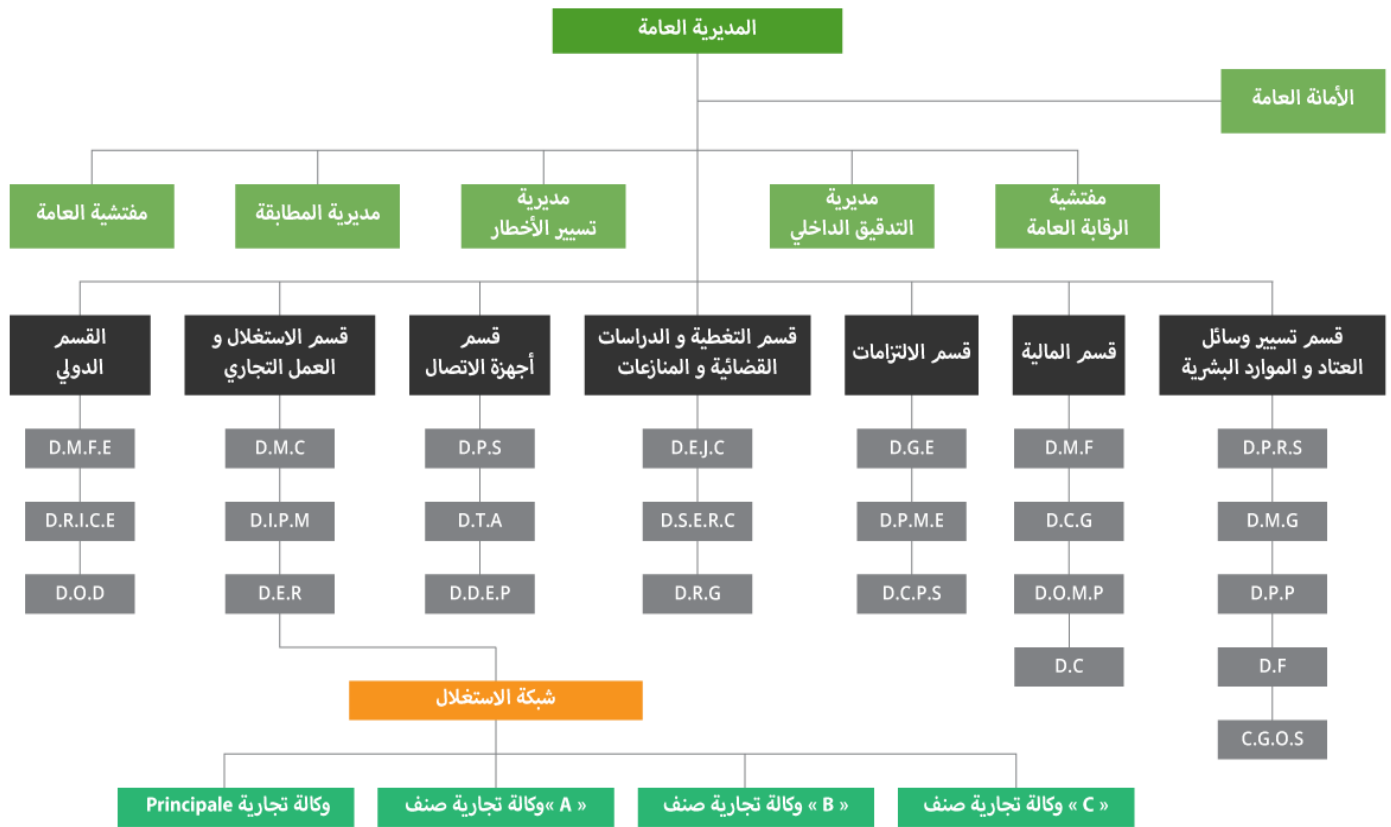 المديرية العامة
الأمانة العامة
مفتشية
الرقابة العامة
مديرية
التدقيق الداخلي
مديرية
تسيير الأخطار
مديرية المطابقة
مفتشية العامة
قسم تسيير وسائل
العتاد و الموارد البشرية
قسم المالية
قسم الالتزامات
قسم التغطية و الدراسات
القضائية و المنازعات
قسم
أجهزة الاتصال
قسم الاستغلال و
العمل التجاري
القسم
الدولي
D.P.R.S
D.M.G
D.P.P
D.F
C.G.O.S
D.M.F
D.C.G
D.O.M.P
D.C
D.G.E
D.P.M.E
D.C.P.S
D.E.J.C
D.S.E.R.C
D.R.G
D.P.S
D.T.A
D.D.E.P
D.M.C
D.I.P.M
D.E.R
D.M.F.E
D.R.I.C.E
D.O.D
شبكة الاستغلال
« C » وكالة تجارية صنف
« B » وكالة تجارية صنف
« A »وكالة تجارية صنف
وكالة تجارية Principale